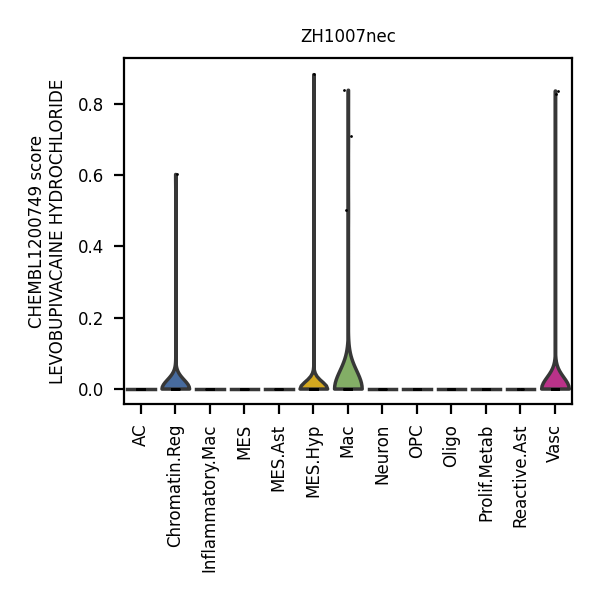 ZH1007nec
CHEMBL1200749 score
LEVOBUPIVACAINE HYDROCHLORIDE
0.8
0.6
0.4
0.2
0.0
AC
Chromatin.Reg
Inflammatory.Mac
MES
MES.Ast
MES.Hyp
Mac
Neuron
OPC
Oligo
Prolif.Metab
Reactive.Ast
Vasc